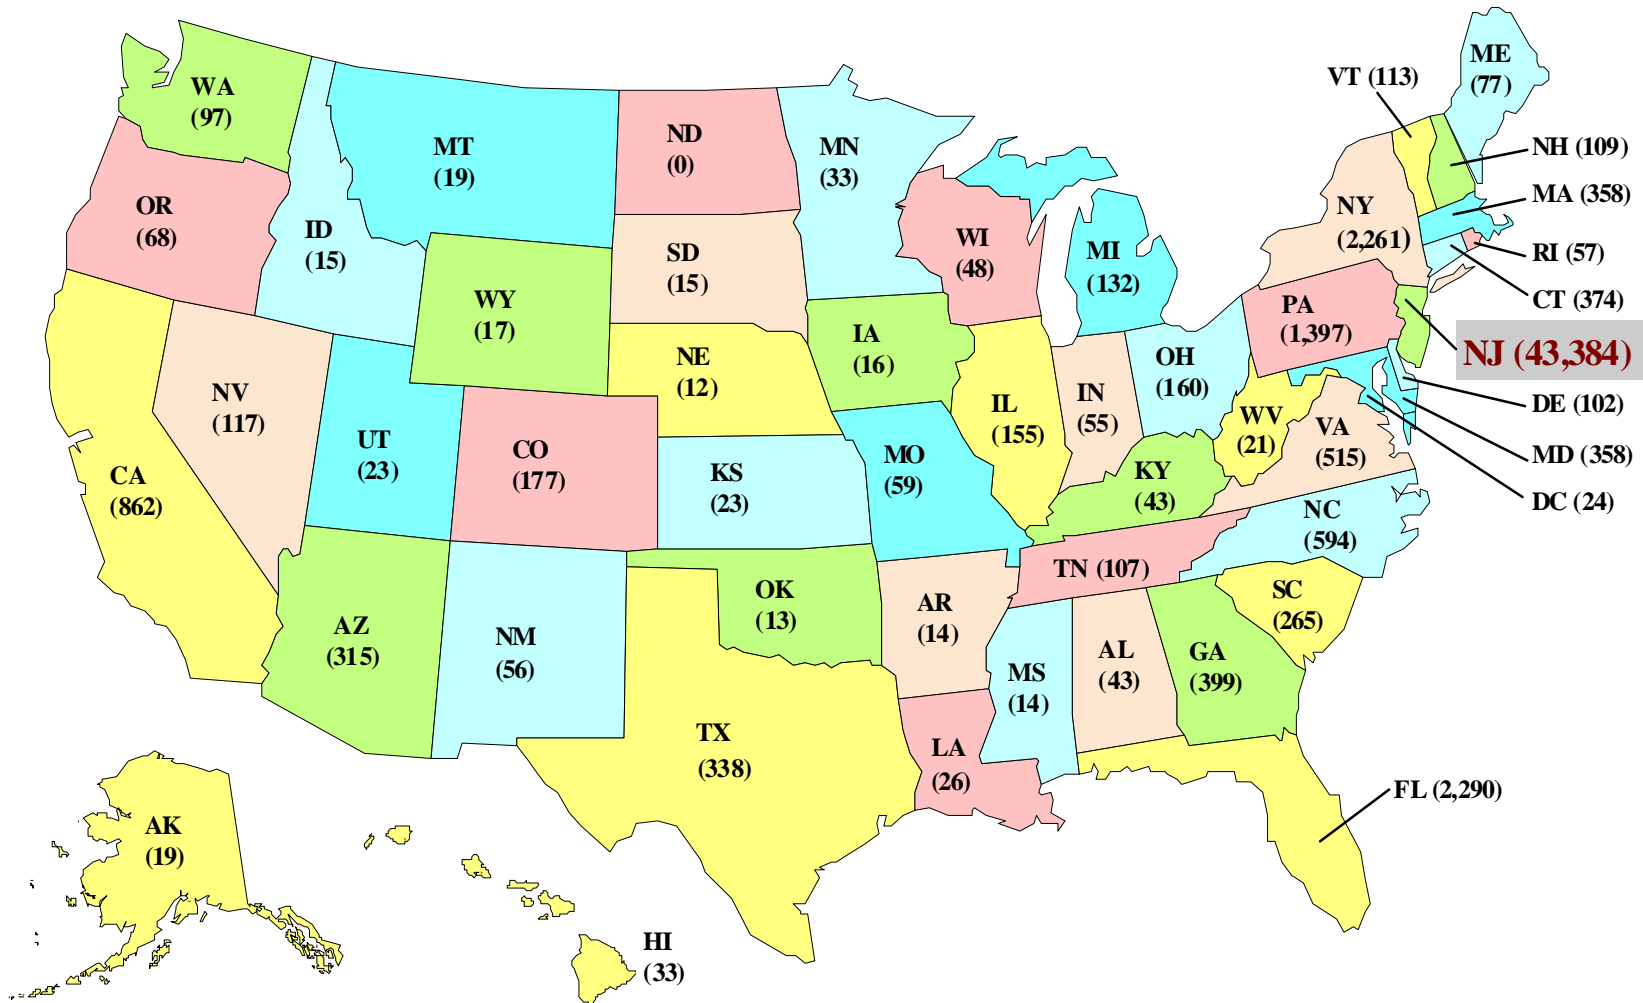 WA
(97)
OR
(68)
CA
(862)
NV
(117)
ID
(15)
MT
(19)
WY
(17)
UT
(23)
CO
(177)
AZ
(315)
NM
(56)
ND
(0)
SD
(15)
NE
(12)
KS
(23)
OK
(13)
TX
(338)
MN
(33)
IA
(16)
MO
(59)
AR
(14)
LA
(26)
WI
(48)
IL
(155)
MI
(132)
IN
(55)
OH
(160)
KY
(43)
TN (107)
MS
(14)
AL
(43)
GA
(399)
SC
(265)
NC
(594)
VA
(515)
WV
(21)
PA
(1,397)
NY
(2,261)
VT (113)
ME
(77)
NH (109)
MA (358)
RI (57)
CT (374)
NJ (43,384)
DE (102)
MD (358)
DC (24)
FL (2,290)
AK
(19)
HI
(33)